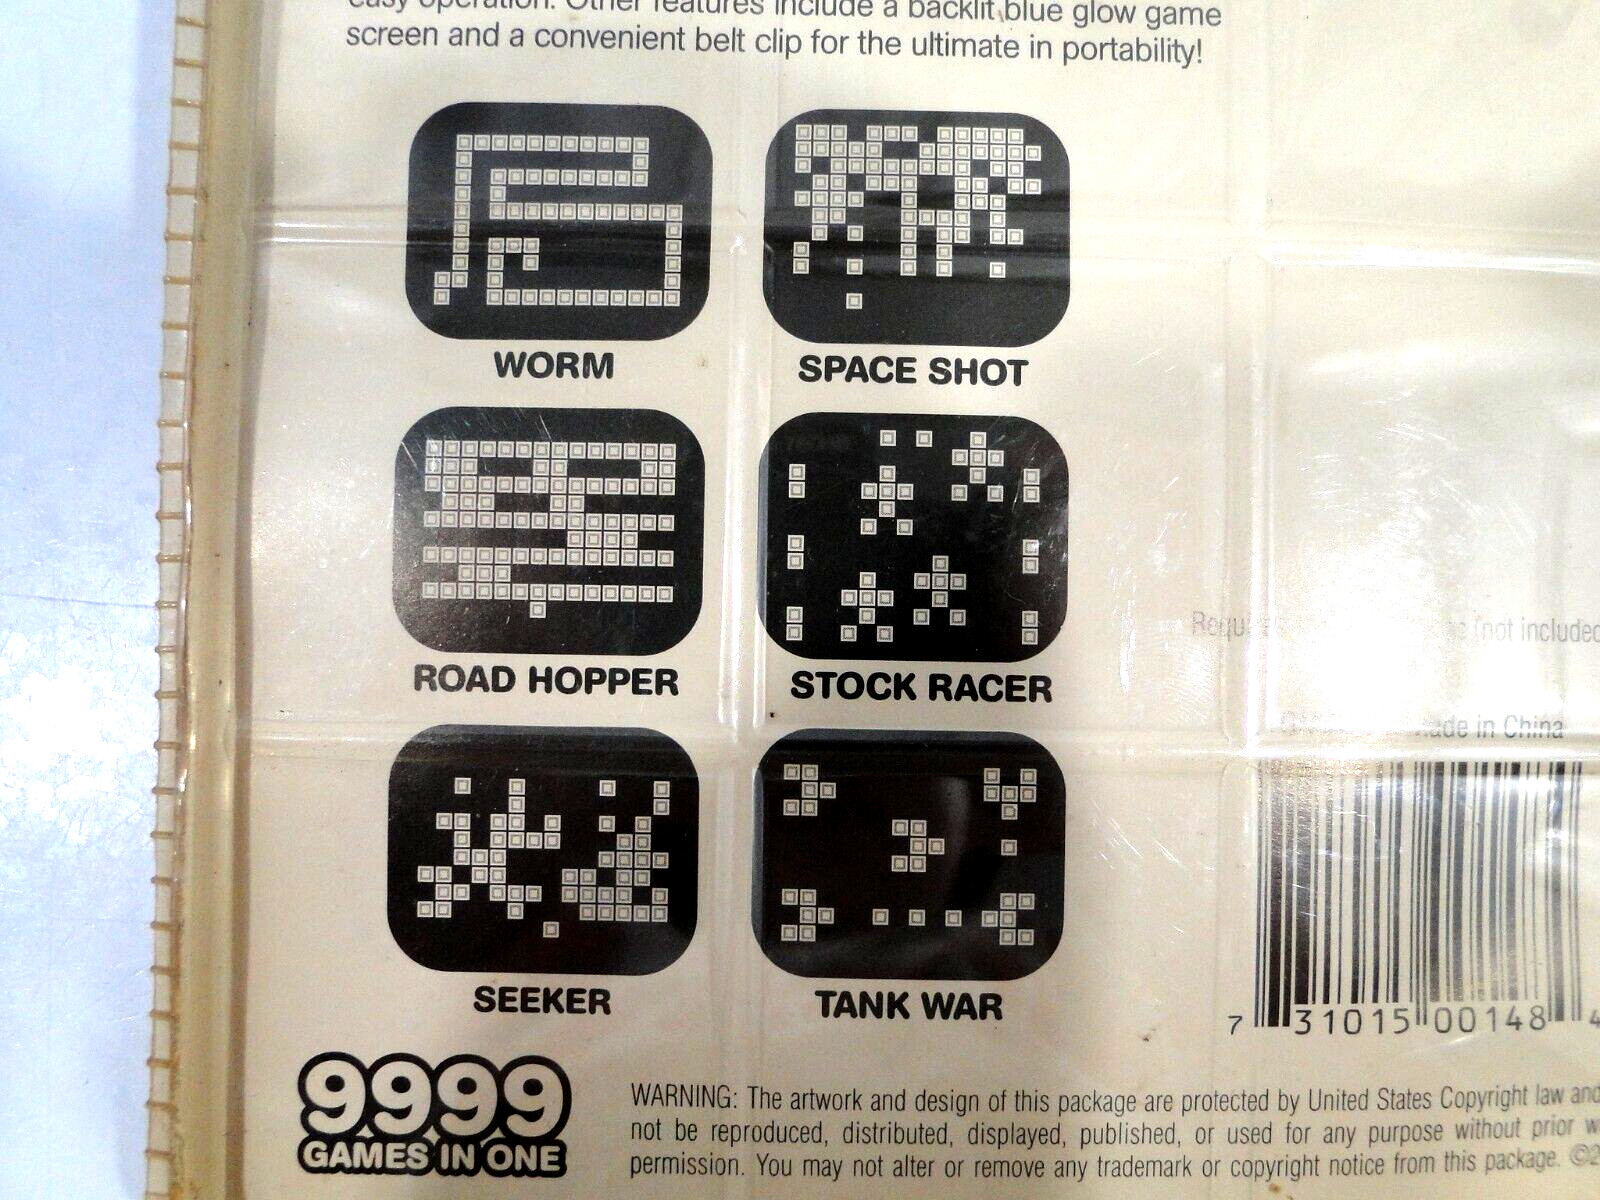 easy operation. Other features include a backlit blue glow game
screen and a convenient belt clip for the ultimate in portability!
WORM
SPACE SHOT
ROAD HOPPER
STOCK RACER
(not included
SEEKER
TANK WAR
Made in China
7 31015 00148 4
9999
GAMES IN ONE
WARNING: The artwork and design of this package are protected by United States Copyright law and
not be reproduced, distributed, displayed, published, or used for any purpose without prior
permission. You may not alter or remove any trademark or copyright notice from this package. ©2